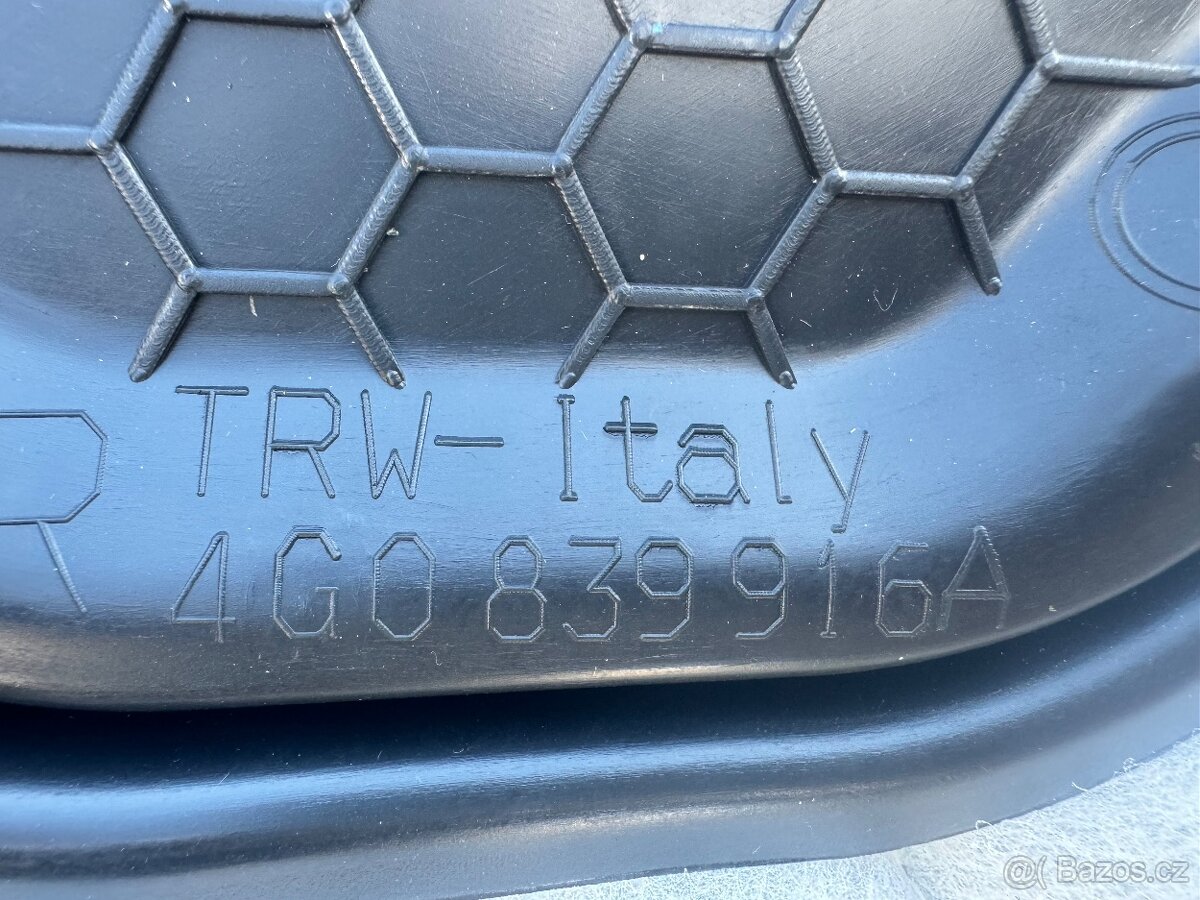 R
TRW- Italy
4G0 839 916A
@( Bazos.cz